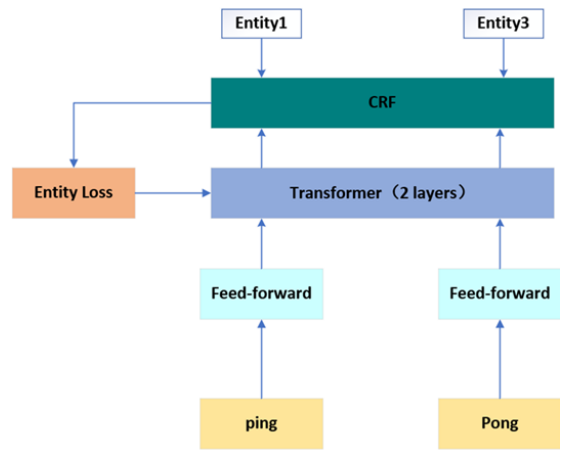 Entity1
Entity3
CRF
Entity Loss
Transformer（2 layers）
Feed-forward
Feed-forward
ping
Pong